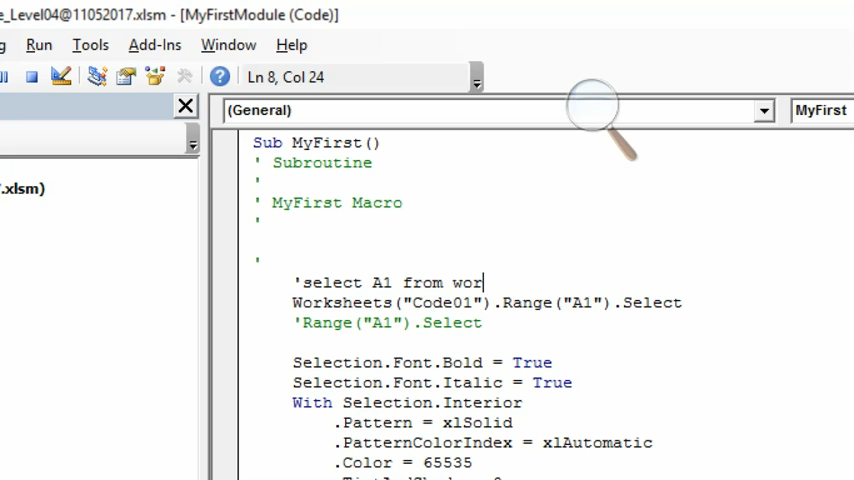 e_Level04@11052017.xlsm - [MyFirstModule (Code)]
Run Tools Add-Ins Window Help
Ln 8, Col 24
(General) MyFirst
Sub MyFirst()
' Subroutine
'
' MyFirst Macro
'
.xlsm)
'
'select A1 from wor
Worksheets("Code01").Range("A1").Select
'Range("A1").Select
Selection.Font.Bold = True
Selection.Font.Italic = True
With Selection.Interior
.Pattern = xlSolid
.PatternColorIndex = xlAutomatic
.Color = 65535